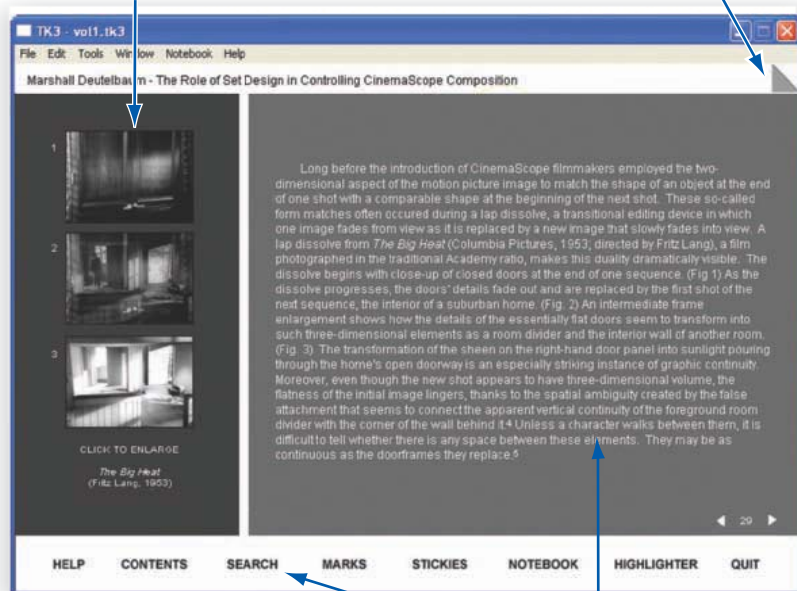 TK3 - vol1.tk3
File Edit Tools Window Notebook Help
Marshall Deutelbaum - The Role of Set Design in Controlling CinemaScope Composition
1
2
3
CLICK TO ENLARGE
The Big Heat
(Fritz Lang, 1953)
Long before the introduction of CinemaScope filmmakers employed the two-
dimensional aspect of the motion picture image to match the shape of an object at the end
of one shot with a comparable shape at the beginning of the next shot. These so-called
form matches often occured during a lap dissolve, a transitional editing device in which
one image fades from view as it is replaced by a new image that slowly fades into view. A
lap dissolve from The Big Heat (Columbia Pictures, 1953; directed by Fritz Lang), a film
photographed in the traditional Academy ratio, makes this duality dramatically visible. The
dissolve begins with close-up of closed doors at the end of one sequence. (Fig 1) As the
dissolve progresses, the doors' details fade out and are replaced by the first shot of the
next sequence, the interior of a suburban home. (Fig. 2) An intermediate frame
enlargement shows how the details of the essentially flat doors seem to transform into
such three-dimensional elements as a room divider and the interior wall of another room.
(Fig. 3) The transformation of the sheen on the right-hand door panel into sunlight pouring
through the home's open doorway is an especially striking instance of graphic continuity.
Moreover, even though the new shot appears to have three-dimensional volume, the
flatness of the initial image lingers, thanks to the spatial ambiguity created by the false
attachment that seems to connect the apparent vertical continuity of the foreground room
divider with the corner of the wall behind it.4 Unless a character walks between them, it is
difficult to tell whether there is any space between these elements. They may be as
continuous as the doorframes they replace.5
29
HELP CONTENTS SEARCH MARKS STICKIES NOTEBOOK HIGHLIGHTER QUIT